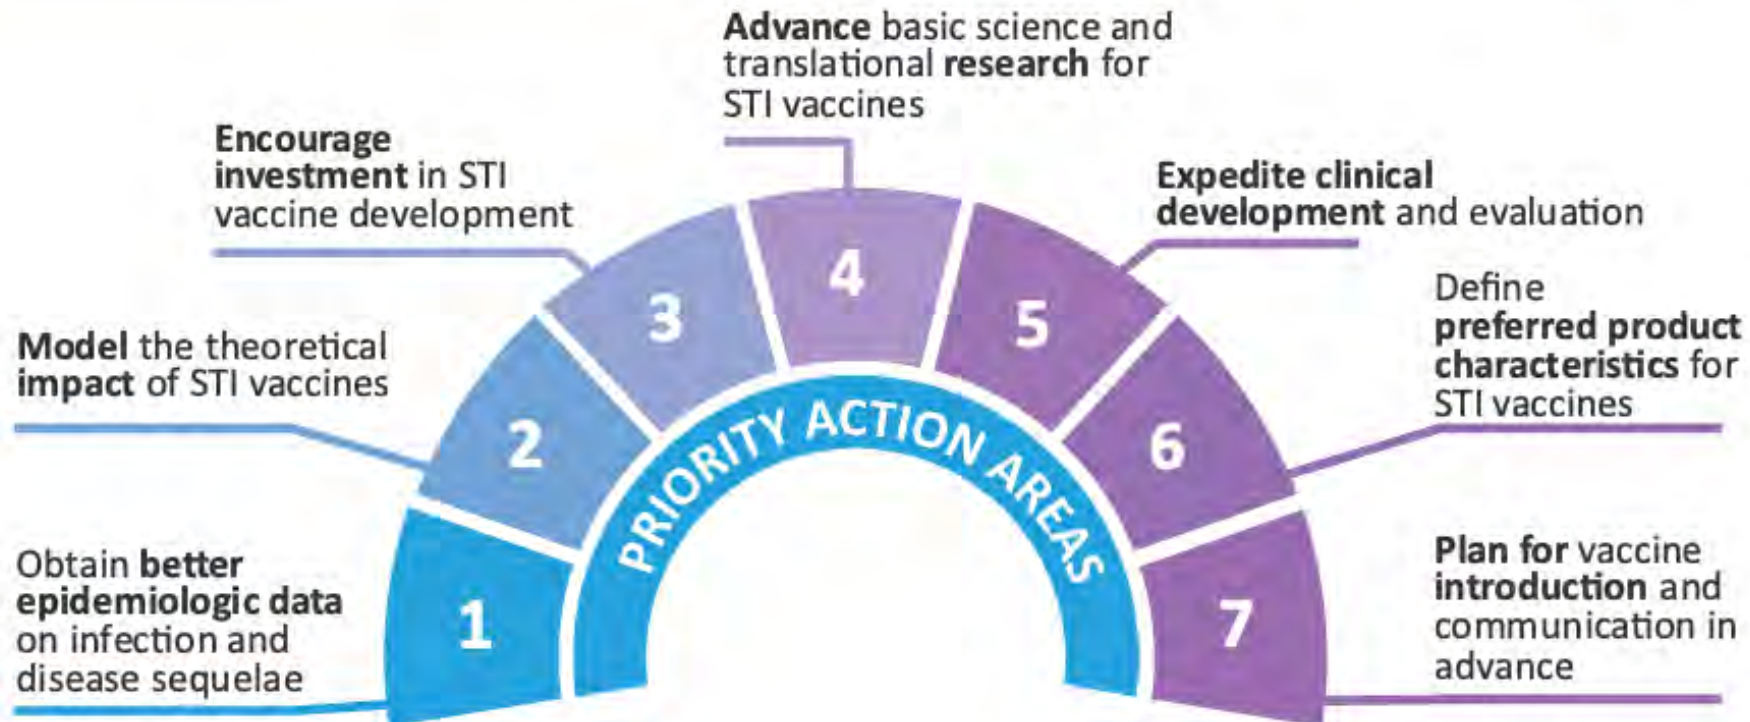 Advance basic science and
translational research for
STI vaccines
Encourage
investment in STI
vaccine development
Expedite clinical
development and evaluation
Model the theoretical
impact of STI vaccines
Define
preferred product
characteristics for
STI vaccines
Obtain better
epidemiologic data
on infection and
disease sequelae
Plan for vaccine
introduction and
communication in
advance
1
2
3
4
5
6
7
PRIORITY ACTION AREAS